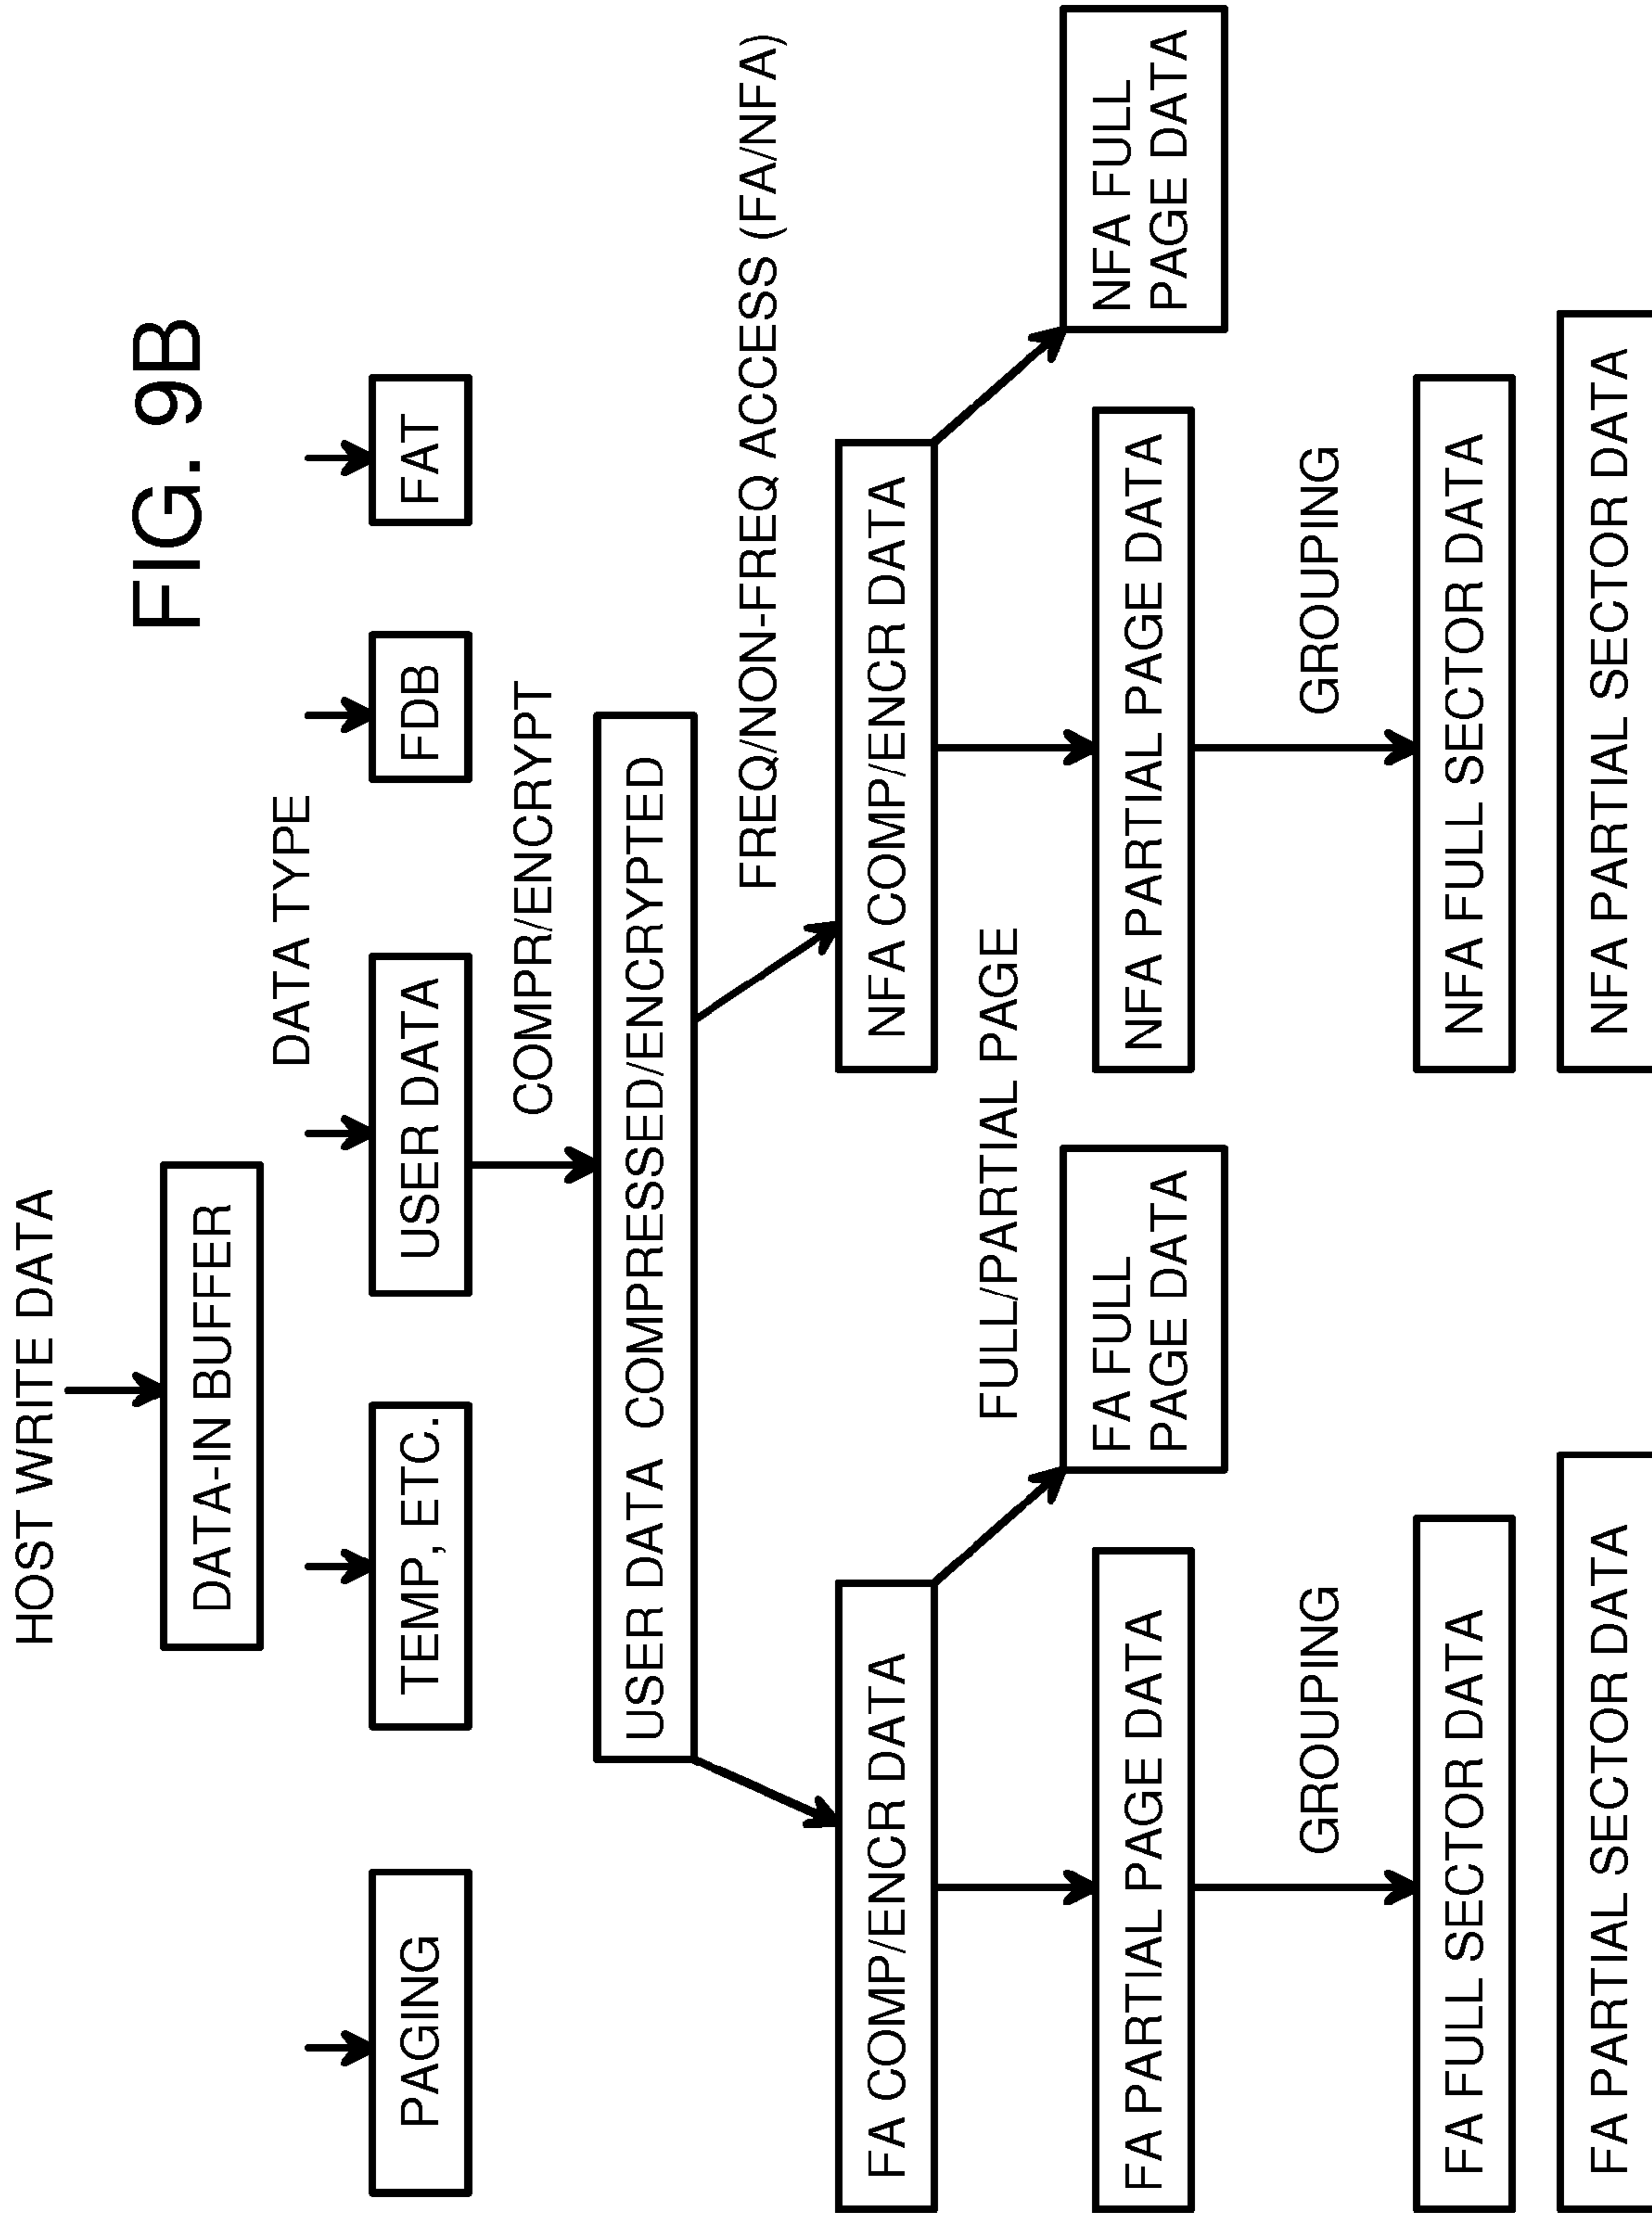 HOST WRITE DATA
FIG. 9B
DATA-IN BUFFER
DATA TYPE
PAGING
TEMP, ETC.
USER DATA
FDB
FAT
COMPR/ENCRYPT
USER DATA COMPRESSED/ENCRYPTED
FREQ/NON-FREQ ACCESS (FA/NFA)
FA COMP/ENCR DATA
NFA COMP/ENCR DATA
FULL/PARTIAL PAGE
FA FULL
PAGE DATA
NFA FULL
PAGE DATA
FA PARTIAL PAGE DATA
NFA PARTIAL PAGE DATA
GROUPING
GROUPING
FA FULL SECTOR DATA
NFA FULL SECTOR DATA
FA PARTIAL SECTOR DATA
NFA PARTIAL SECTOR DATA